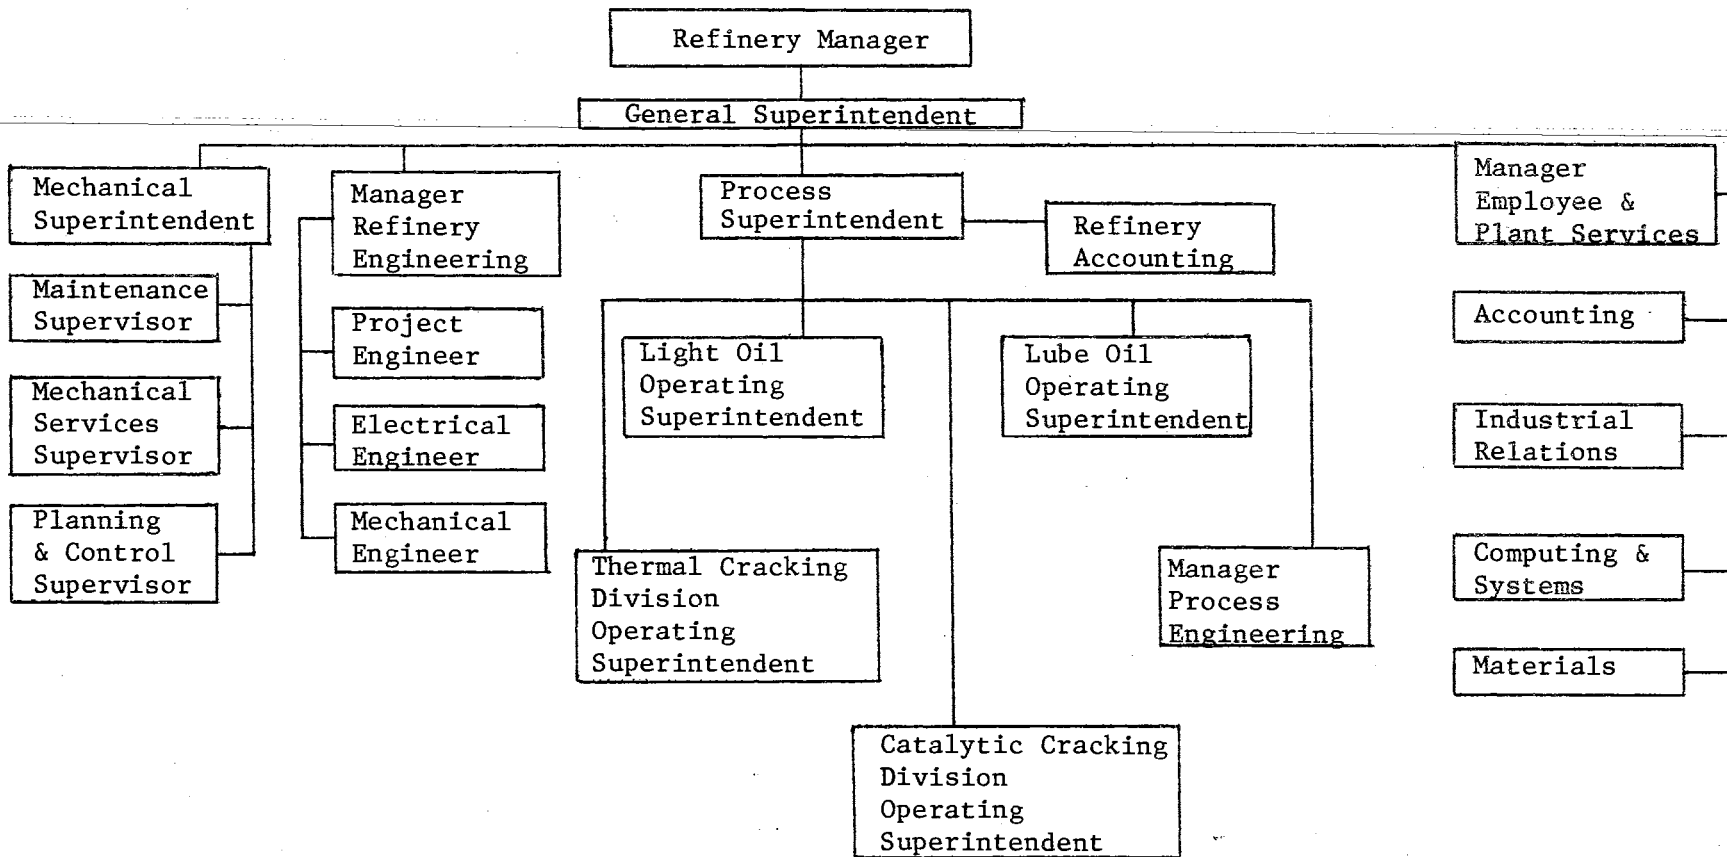 Refinery Manager
General Superintendent
Mechanical
Superintendent
Maintenance
Supervisor
Mechanical
Services
Supervisor
Planning
& Control
Supervisor
Manager
Refinery
Engineering
Project
Engineer
Electrical
Engineer
Mechanical
Engineer
Process
Superintendent
Refinery
Accounting
Light Oil
Operating
Superintendent
Lube Oil
Operating
Superintendent
Thermal Cracking
Division
Operating
Superintendent
Manager
Process
Engineering
Catalytic Cracking
Division
Operating
Superintendent
Manager
Employee &
Plant Services
Accounting
Industrial
Relations
Computing &
Systems
Materials